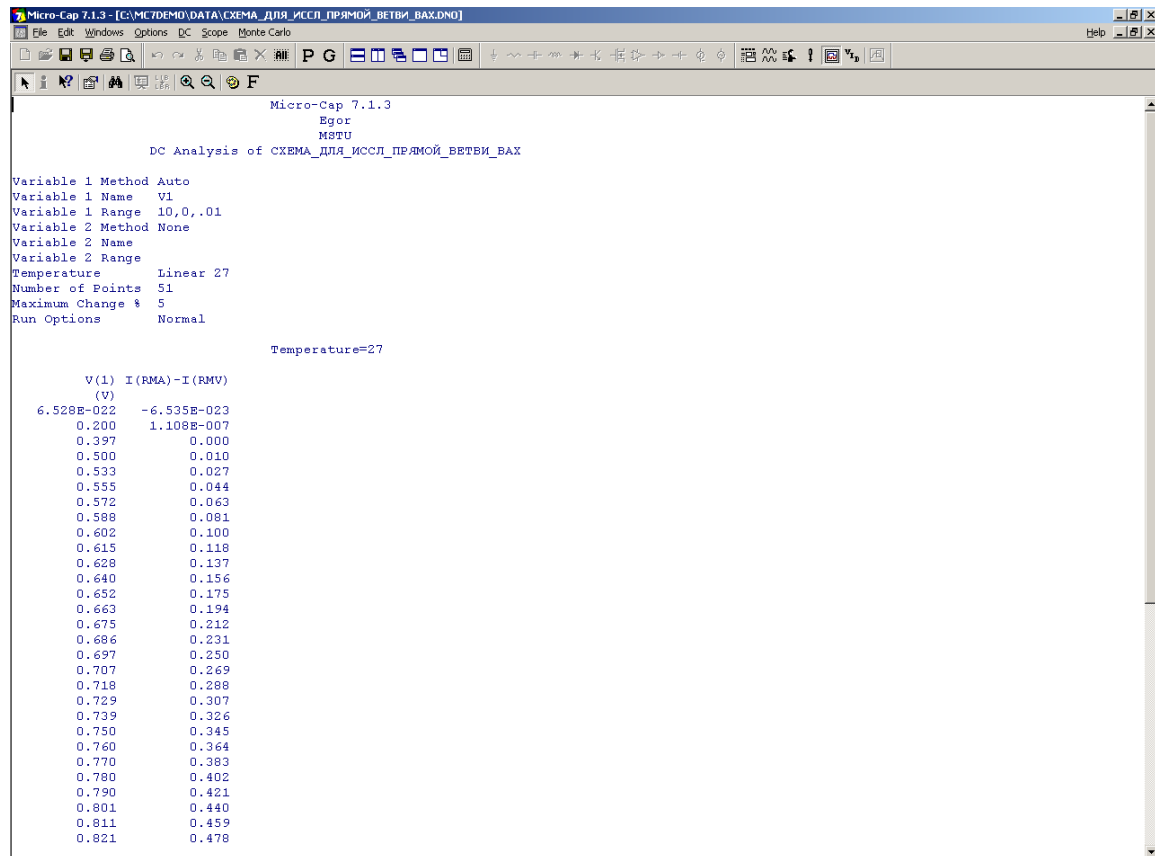 Micro-Cap 7.1.3 - [C:\MC7DEMO\DATA\СХЕМА_ДЛЯ_ИССЛ_ПРЯМОЙ_ВЕТВИ_ВАХ.DNO]
File Edit Windows Options DC Scope Monte Carlo Help
P G
F
Micro-Cap 7.1.3
Egor
MSTU
DC Analysis of СХЕМА_ДЛЯ_ИССЛ_ПРЯМОЙ_ВЕТВИ_ВАХ
Variable 1 Method Auto
Variable 1 Name V1
Variable 1 Range 10,0,.01
Variable 2 Method None
Variable 2 Name
Variable 2 Range
Temperature Linear 27
Number of Points 51
Maximum Change % 5
Run Options Normal
Temperature=27
V(1) I(RMA)-I(RMV)
(V)
6.528E-022 -6.535E-023
0.200 1.108E-007
0.397 0.000
0.500 0.010
0.533 0.027
0.555 0.044
0.572 0.063
0.588 0.081
0.602 0.100
0.615 0.118
0.628 0.137
0.640 0.156
0.652 0.175
0.663 0.194
0.675 0.212
0.686 0.231
0.697 0.250
0.707 0.269
0.718 0.288
0.729 0.307
0.739 0.326
0.750 0.345
0.760 0.364
0.770 0.383
0.780 0.402
0.790 0.421
0.801 0.440
0.811 0.459
0.821 0.478